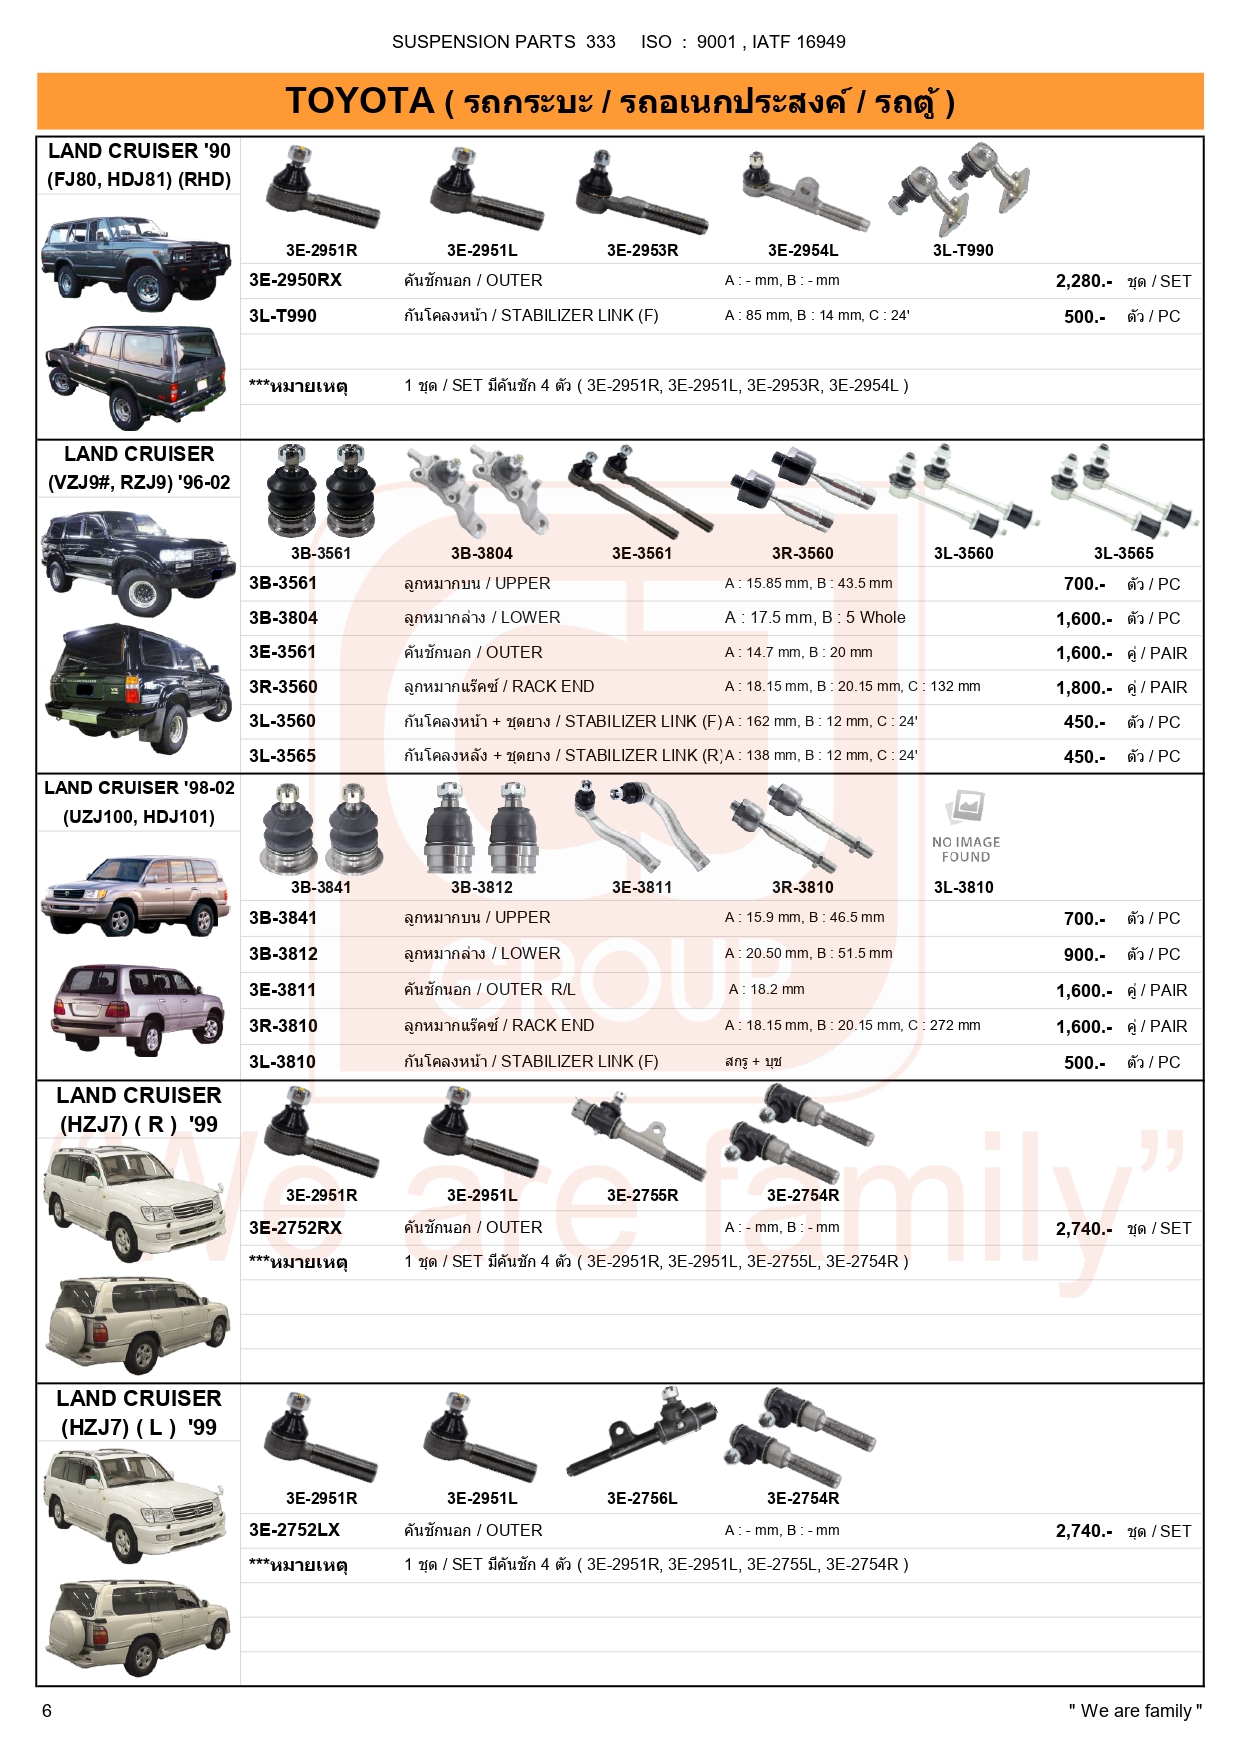 SUSPENSION PARTS  333     ISO  :  9001 , IATF 16949
TOYOTA ( รถกระบะ / รถอเนกประสงค์ / รถตู้ )
LAND CRUISER '90
(FJ80, HDJ81) (RHD)
3E-2951R 3E-2951L 3E-2953R 3E-2954L 3L-T990
3E-2950RX คันชักนอก / OUTER A : - mm, B : - mm 2,280.- ชุด / SET
3L-T990 กันโคลงหน้า / STABILIZER LINK (F) A : 85 mm, B : 14 mm, C : 24' 500.- ตัว / PC
***หมายเหตุ 1 ชุด / SET มีคันชัก 4 ตัว ( 3E-2951R, 3E-2951L, 3E-2953R, 3E-2954L )
LAND CRUISER
(VZJ9#, RZJ9) '96-02
3B-3561 3B-3804 3E-3561 3R-3560 3L-3560 3L-3565
3B-3561 ลูกหมากบน / UPPER A : 15.85 mm, B : 43.5 mm 700.- ตัว / PC
3B-3804 ลูกหมากล่าง / LOWER A : 17.5 mm, B : 5 Whole 1,600.- ตัว / PC
3E-3561 คันชักนอก / OUTER A : 14.7 mm, B : 20 mm 1,600.- คู่ / PAIR
3R-3560 ลูกหมากแร๊คซ์ / RACK END A : 18.15 mm, B : 20.15 mm, C : 132 mm 1,800.- คู่ / PAIR
3L-3560 กันโคลงหน้า + ชุดยาง / STABILIZER LINK (F) A : 162 mm, B : 12 mm, C : 24' 450.- ตัว / PC
3L-3565 กันโคลงหลัง + ชุดยาง / STABILIZER LINK (R) A : 138 mm, B : 12 mm, C : 24' 450.- ตัว / PC
LAND CRUISER '98-02
(UZJ100, HDJ101)
NO IMAGE
FOUND
3B-3841 3B-3812 3E-3811 3R-3810 3L-3810
3B-3841 ลูกหมากบน / UPPER A : 15.9 mm, B : 46.5 mm 700.- ตัว / PC
3B-3812 ลูกหมากล่าง / LOWER A : 20.50 mm, B : 51.5 mm 900.- ตัว / PC
3E-3811 คันชักนอก / OUTER  R/L A : 18.2 mm 1,600.- คู่ / PAIR
3R-3810 ลูกหมากแร๊คซ์ / RACK END A : 18.15 mm, B : 20.15 mm, C : 272 mm 1,600.- คู่ / PAIR
3L-3810 กันโคลงหน้า / STABILIZER LINK (F) สกรู + บุช 500.- ตัว / PC
GROUP
LAND CRUISER
(HZJ7) ( R )  '99
3E-2951R 3E-2951L 3E-2755R 3E-2754R
3E-2752RX คันชักนอก / OUTER A : - mm, B : - mm 2,740.- ชุด / SET
***หมายเหตุ 1 ชุด / SET มีคันชัก 4 ตัว ( 3E-2951R, 3E-2951L, 3E-2755L, 3E-2754R )
“We are family”
LAND CRUISER
(HZJ7) ( L )  '99
3E-2951R 3E-2951L 3E-2756L 3E-2754R
3E-2752LX คันชักนอก / OUTER A : - mm, B : - mm 2,740.- ชุด / SET
***หมายเหตุ 1 ชุด / SET มีคันชัก 4 ตัว ( 3E-2951R, 3E-2951L, 3E-2755L, 3E-2754R )
6 " We are family "